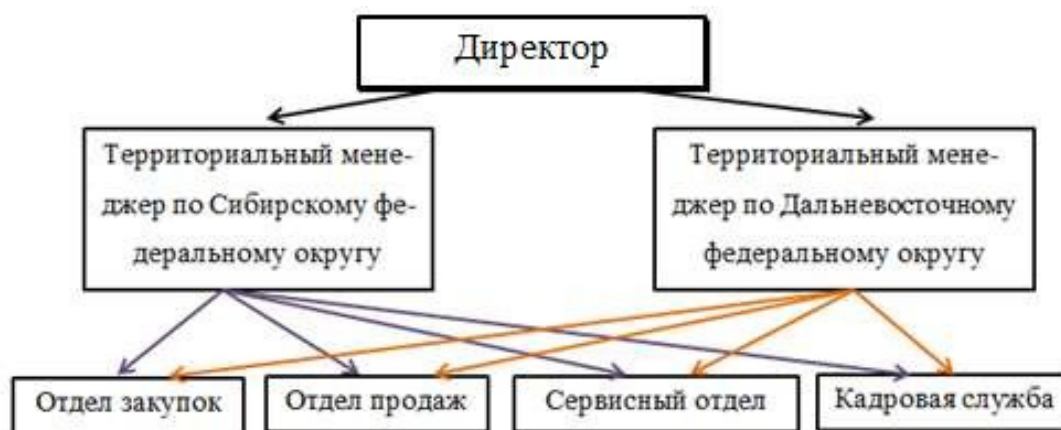 Директор
Территориальный мене-
джер по Сибирскому фе-
деральному округу
Территориальный мене-
джер по Дальневосточному
федеральному округу
Отдел закупок
Отдел продаж
Сервисный отдел
Кадровая служба